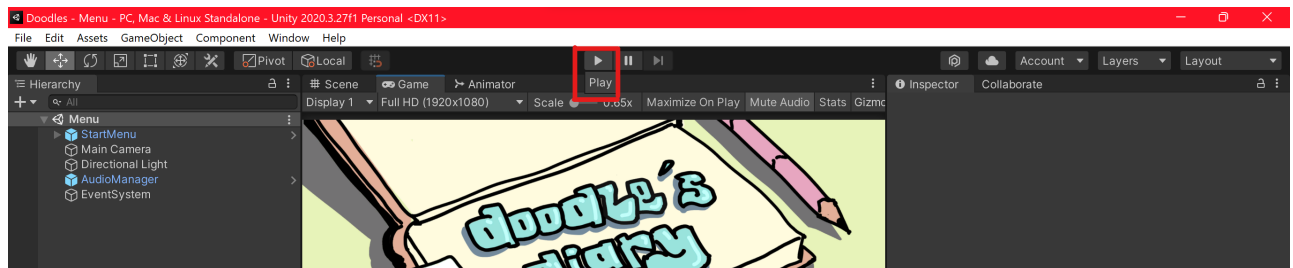 Doodles - Menu - PC, Mac & Linux Standalone - Unity 2020.3.27f1 Personal <DX11>
File Edit Assets GameObject Component Window Help
Pivot Local Account Layers Layout
Hierarchy # Scene Game Animator Play Inspector Collaborate
All Display 1 Full HD (1920x1080) Scale 0.65x Maximize On Play Mute Audio Stats Gizmo
Menu
StartMenu
Main Camera
Directional Light
AudioManager
EventSystem
doodle's
diary